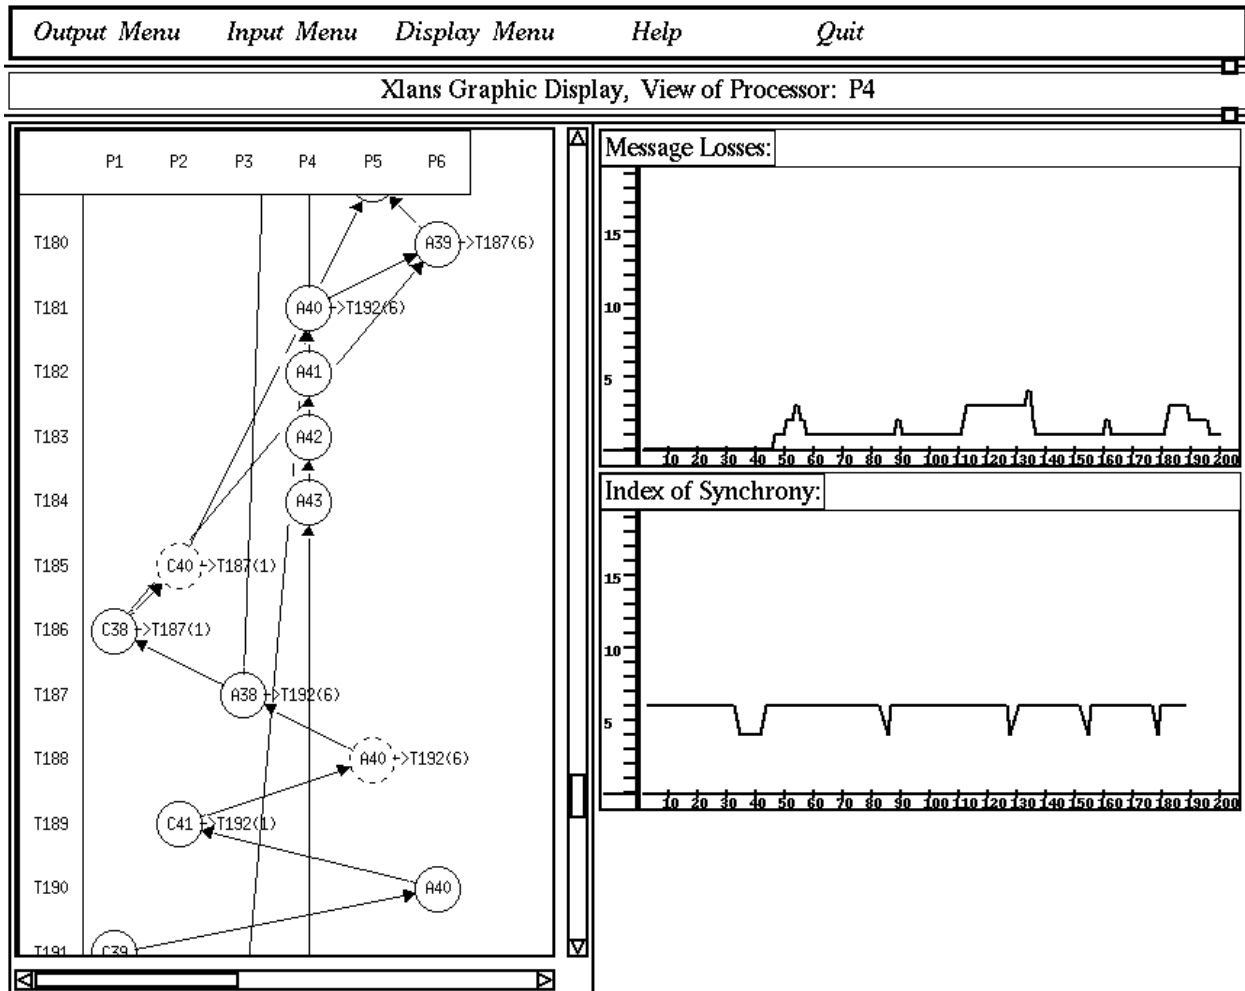 Output Menu Input Menu Display Menu Help Quit
Xlans Graphic Display, View of Processor: P4
P1 P2 P3 P4 P5 P6
T180 A39 ->T187(6)
T181 A40 ->T192(6)
T182 A41
T183 A42
T184 A43
T185 C40 ->T187(1)
T186 C38 ->T187(1)
T187 A38 ->T192(6)
T188 A40 ->T192(6)
T189 C41 ->T192(1)
T190 A40
T191 C39
Message Losses:
15
10
5
10 20 30 40 50 60 70 80 90 100 110 120 130 140 150 160 170 180 190 200
Index of Synchrony:
15
10
5
10 20 30 40 50 60 70 80 90 100 110 120 130 140 150 160 170 180 190 200